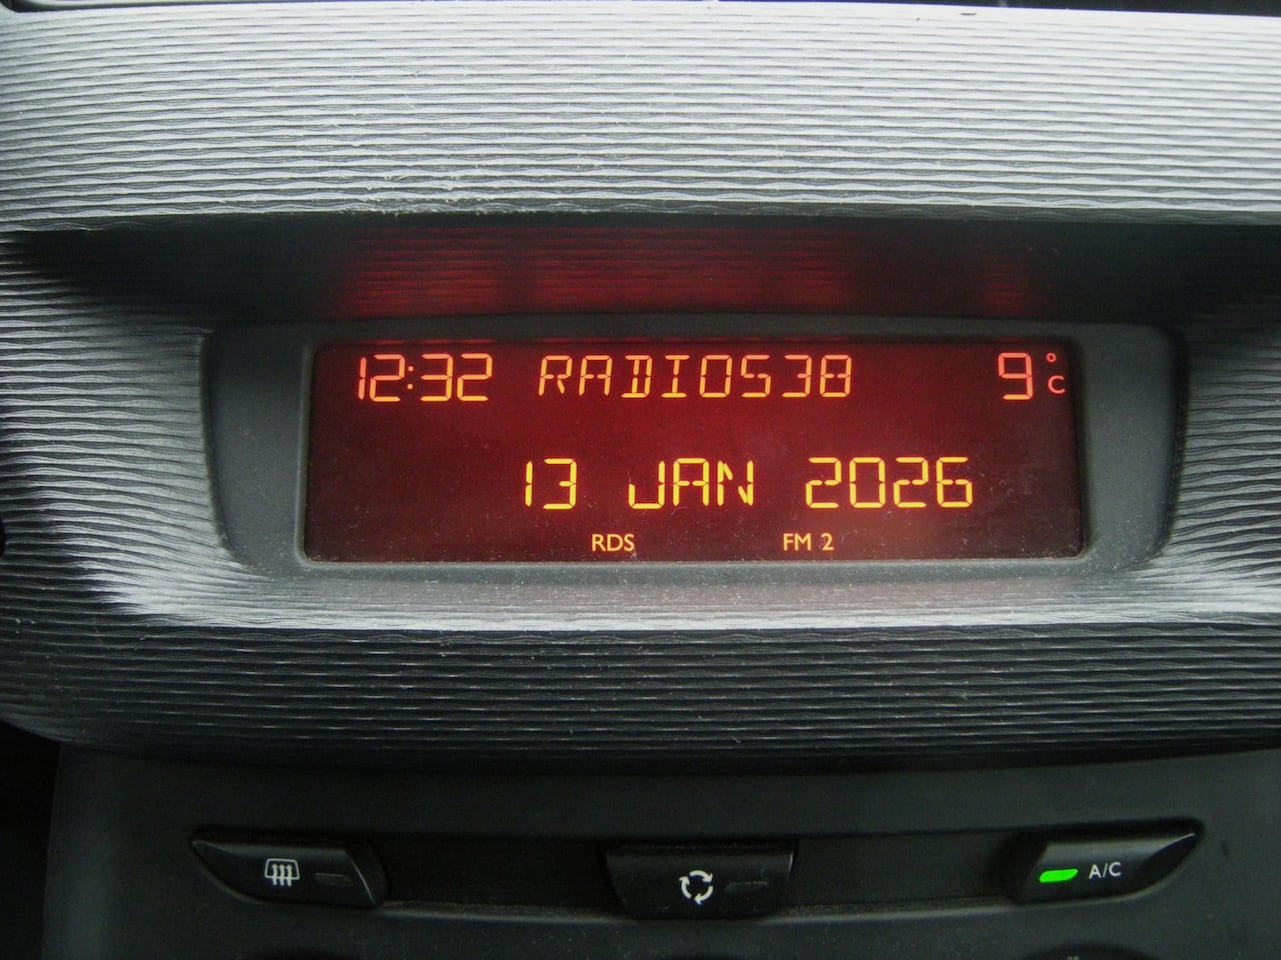 12:32 RADIO538 9°C
13 JAN 2026
RDS FM 2
A/C